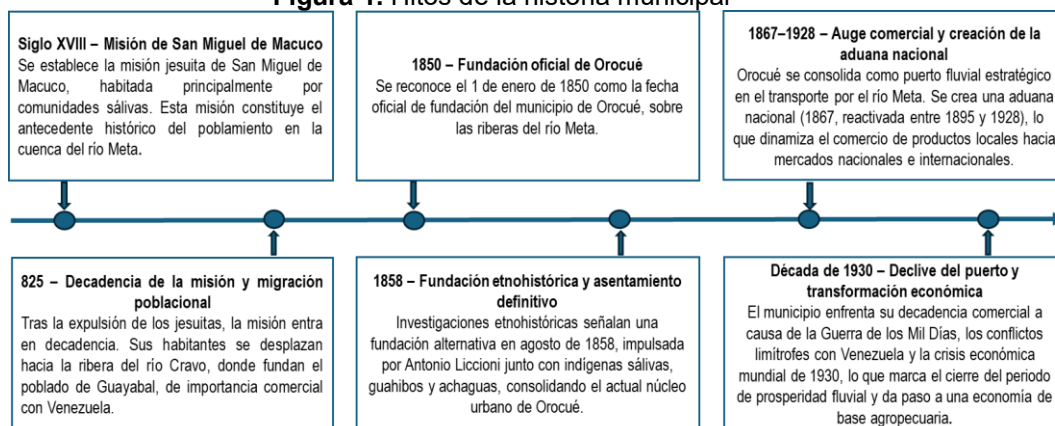 Figura 1. Hitos de la historia municipal
Siglo XVIII – Misión de San Miguel de Macuco
Se establece la misión jesuita de San Miguel de
Macuco, habitada principalmente por
comunidades sálivas. Esta misión constituye el
antecedente histórico del poblamiento en la
cuenca del río Meta.
1850 – Fundación oficial de Orocué
Se reconoce el 1 de enero de 1850 como la fecha
oficial de fundación del municipio de Orocué, sobre
las riberas del río Meta.
1867–1928 – Auge comercial y creación de la
aduana nacional
Orocué se consolida como puerto fluvial estratégico
en el transporte por el río Meta. Se crea una aduana
nacional (1867, reactivada entre 1895 y 1928), lo
que dinamiza el comercio de productos locales hacia
mercados nacionales e internacionales.
825 – Decadencia de la misión y migración
poblacional
Tras la expulsión de los jesuitas, la misión entra
en decadencia. Sus habitantes se desplazan
hacia la ribera del río Cravo, donde fundan el
poblado de Guayabal, de importancia comercial
con Venezuela.
1858 – Fundación etnohistórica y asentamiento
definitivo
Investigaciones etnohistóricas señalan una
fundación alternativa en agosto de 1858, impulsada
por Antonio Liccioni junto con indígenas sálivas,
guahibos y achaguas, consolidando el actual núcleo
urbano de Orocué.
Década de 1930 – Declive del puerto y
transformación económica
El municipio enfrenta su decadencia comercial a
causa de la Guerra de los Mil Días, los conflictos
limítrofes con Venezuela y la crisis económica
mundial de 1930, lo que marca el cierre del periodo
de prosperidad fluvial y da paso a una economía de
base agropecuaria.